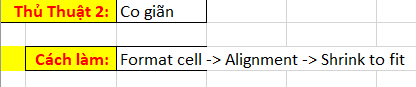 Thủ Thuật 2: Co giãn
Cách làm: Format cell -> Alignment -> Shrink to fit